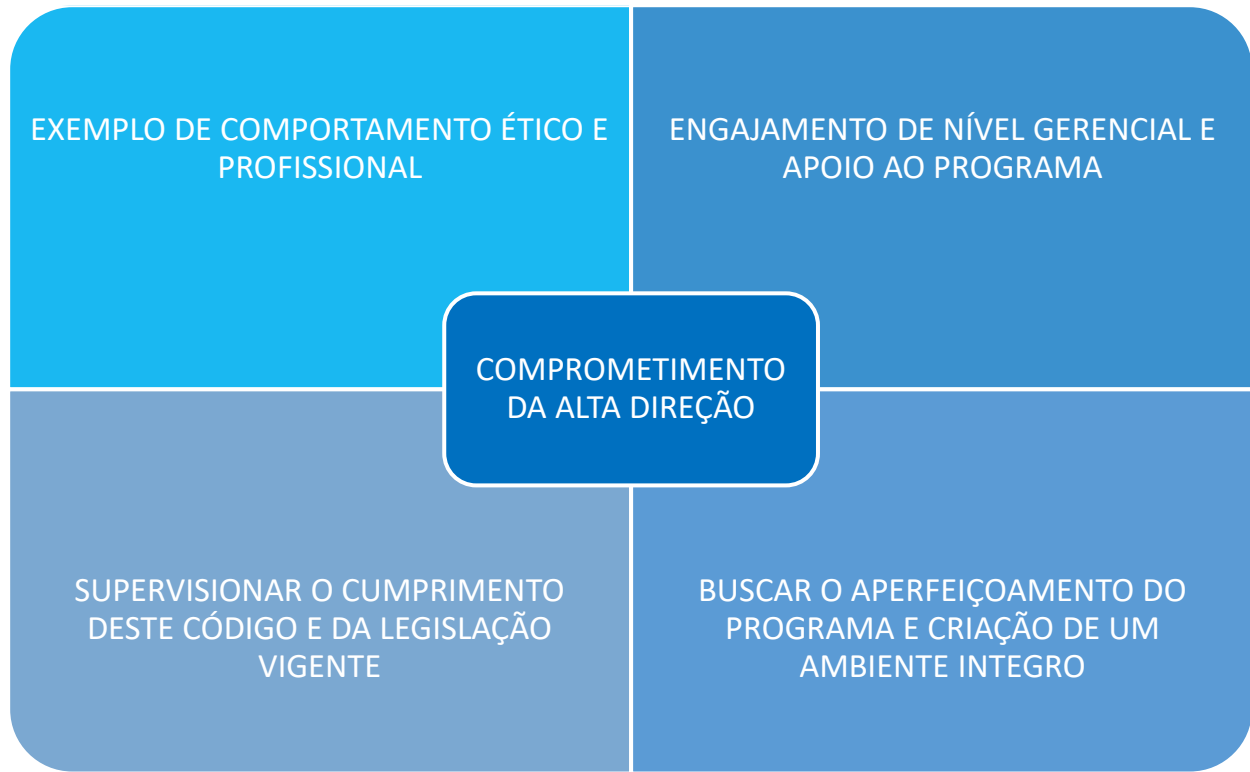 EXEMPLO DE COMPORTAMENTO ÉTICO E
PROFISSIONAL
ENGAJAMENTO DE NÍVEL GERENCIAL E
APOIO AO PROGRAMA
COMPROMETIMENTO
DA ALTA DIREÇÃO
SUPERVISIONAR O CUMPRIMENTO
DESTE CÓDIGO E DA LEGISLAÇÃO
VIGENTE
BUSCAR O APERFEIÇOAMENTO DO
PROGRAMA E CRIAÇÃO DE UM
AMBIENTE INTEGRO